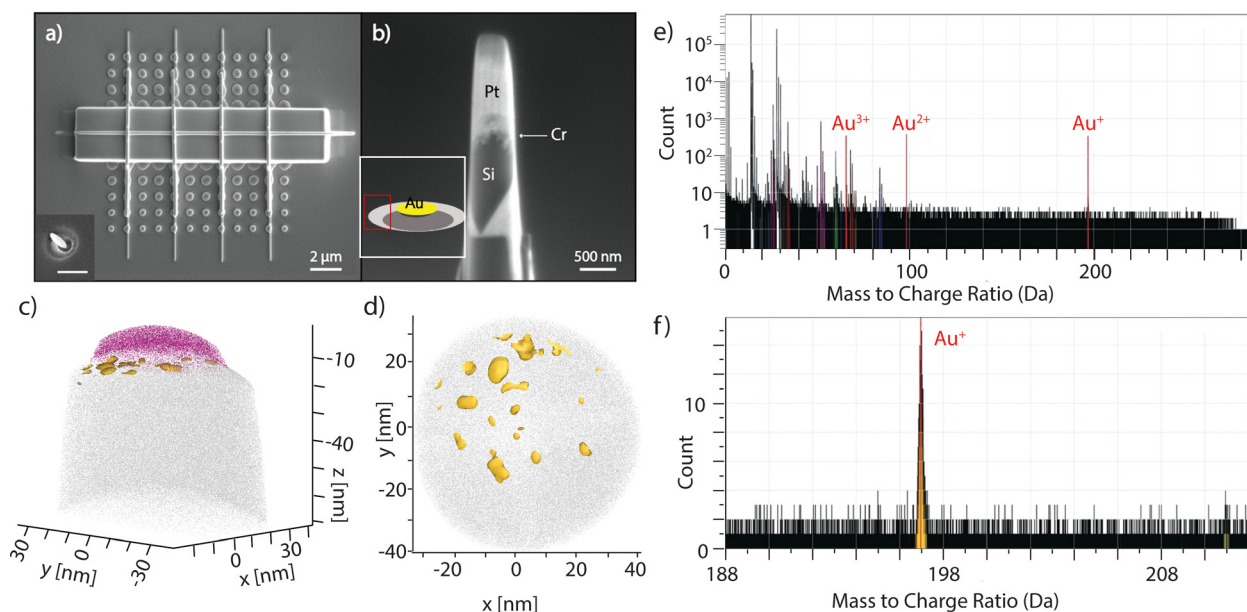 a)
2 µm
b)
Pt
Cr
Si
Au
500 nm
c)
-10
-40
z [nm]
30
0
-30
y [nm]
0
30
x [nm]
d)
20
0
-20
-40
y [nm]
-20
0
20
40
x [nm]
e)
10⁵
10⁴
10³
10²
10
1
Count
Au³⁺
Au²⁺
Au⁺
0
100
200
Mass to Charge Ratio (Da)
f)
Au⁺
10
0
Count
188
198
208
Mass to Charge Ratio (Da)